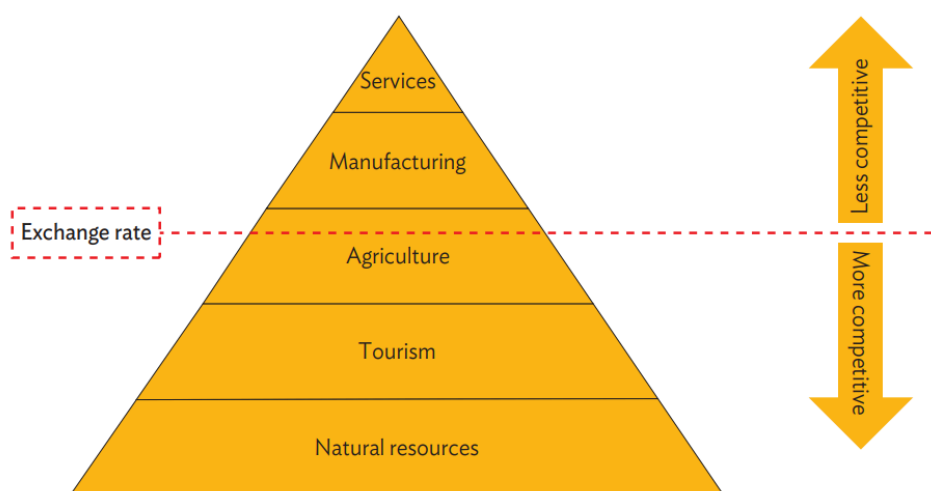 Services
Manufacturing
Exchange rate
Agriculture
Tourism
Natural resources
Less competitive
More competitive